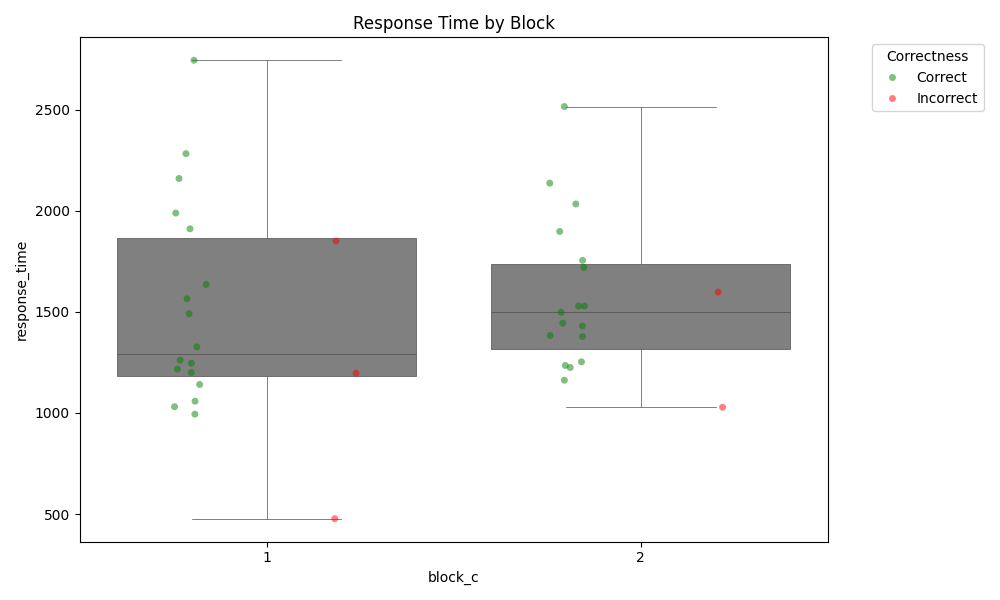 Response Time by Block
Correctness
Correct
Incorrect
response_time
2500
2000
1500
1000
500
1
2
block_c